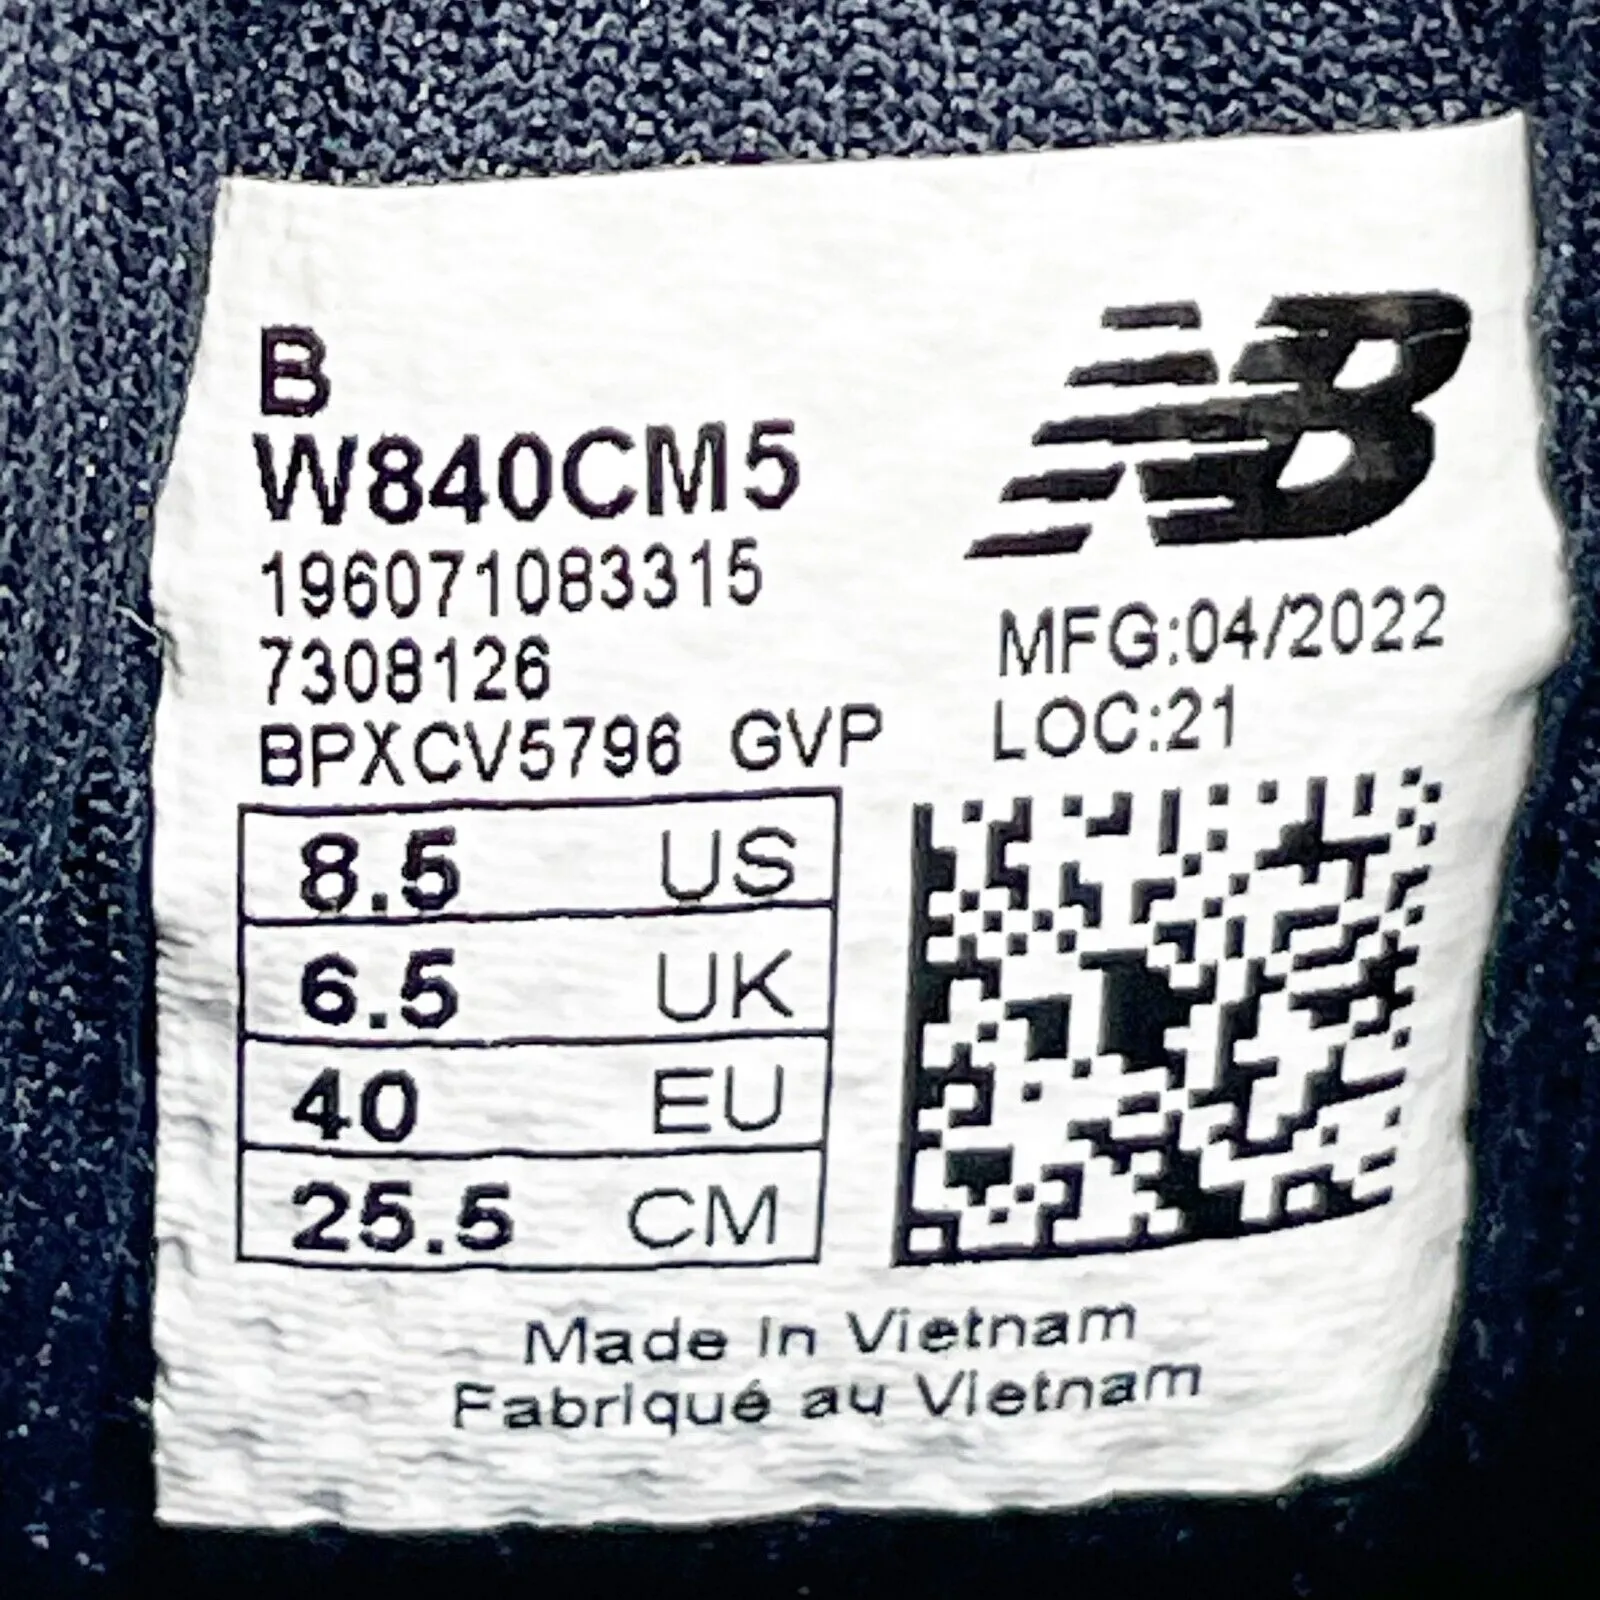 B
W840CM5
196071083315
7308126
BPXCV5796 GVP
NB
MFG:04/2022
LOC:21
8.5 US
6.5 UK
40 EU
25.5 CM
Made in Vietnam
Fabriqué au Vietnam